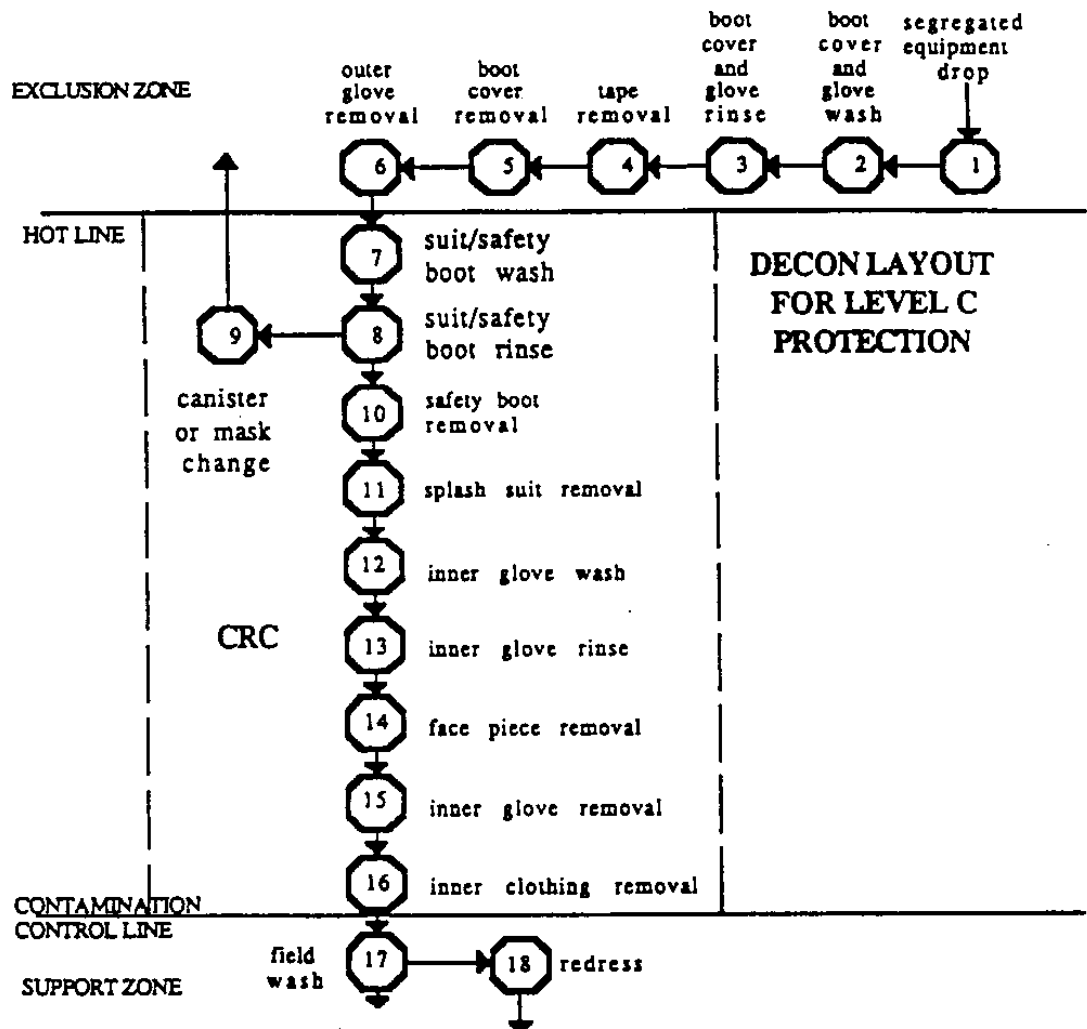 EXCLUSION ZONE
outer
glove
removal
boot
cover
removal
tape
removal
boot
cover
and
glove
rinse
boot
cover
and
glove
wash
segregated
equipment
drop
6
5
4
3
2
1
HOT LINE
7
suit/safety
boot wash
DECON LAYOUT
FOR LEVEL C
PROTECTION
9
8
suit/safety
boot rinse
canister
or mask
change
10
safety boot
removal
11
splash suit removal
12
inner glove wash
CRC
13
inner glove rinse
14
face piece removal
15
inner glove removal
16
inner clothing removal
CONTAMINATION
CONTROL LINE
field
wash
17
18
redress
SUPPORT ZONE